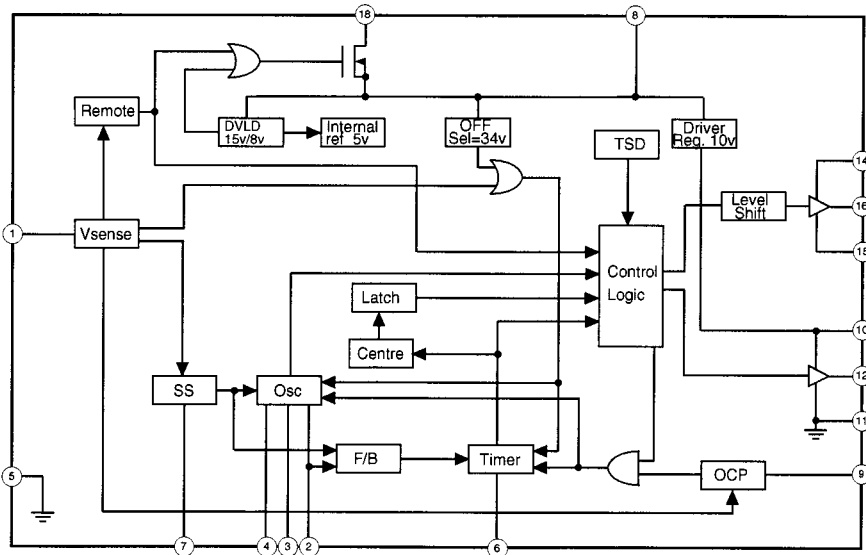 18
8
Remote
DVLD
15v/8v
Internal
ref 5v
OFF
Sel=34v
Driver
Reg. 10v
TSD
14
Level
Shift
16
1
Vsense
15
Control
Logic
Latch
10
Centre
12
SS
Osc
11
F/B
Timer
OCP
9
5
7
4
3
2
6